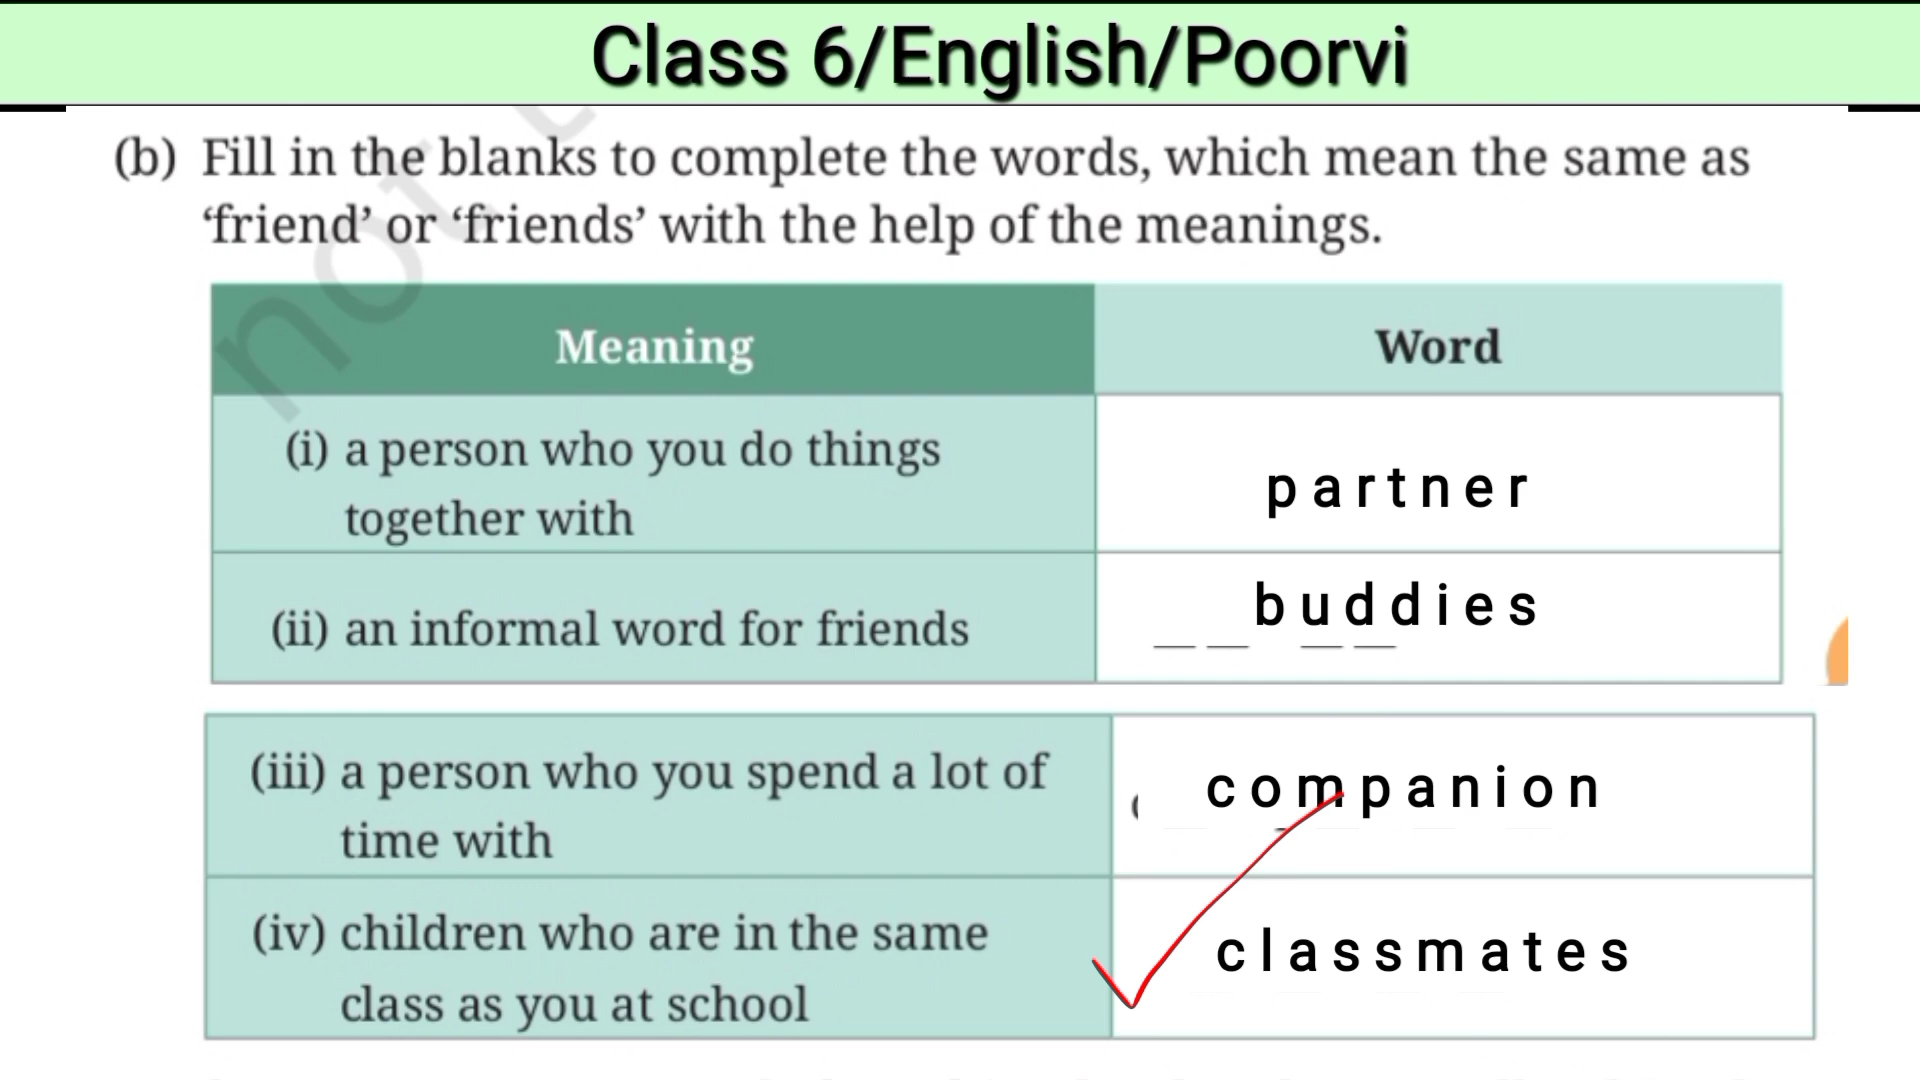 Class 6/English/Poorvi
not
(b) Fill in the blanks to complete the words, which mean the same as
‘friend’ or ‘friends’ with the help of the meanings.
Meaning
Word
(i) a person who you do things
together with
partner
(ii) an informal word for friends
buddies
(iii) a person who you spend a lot of
time with
companion
(iv) children who are in the same
class as you at school
classmates